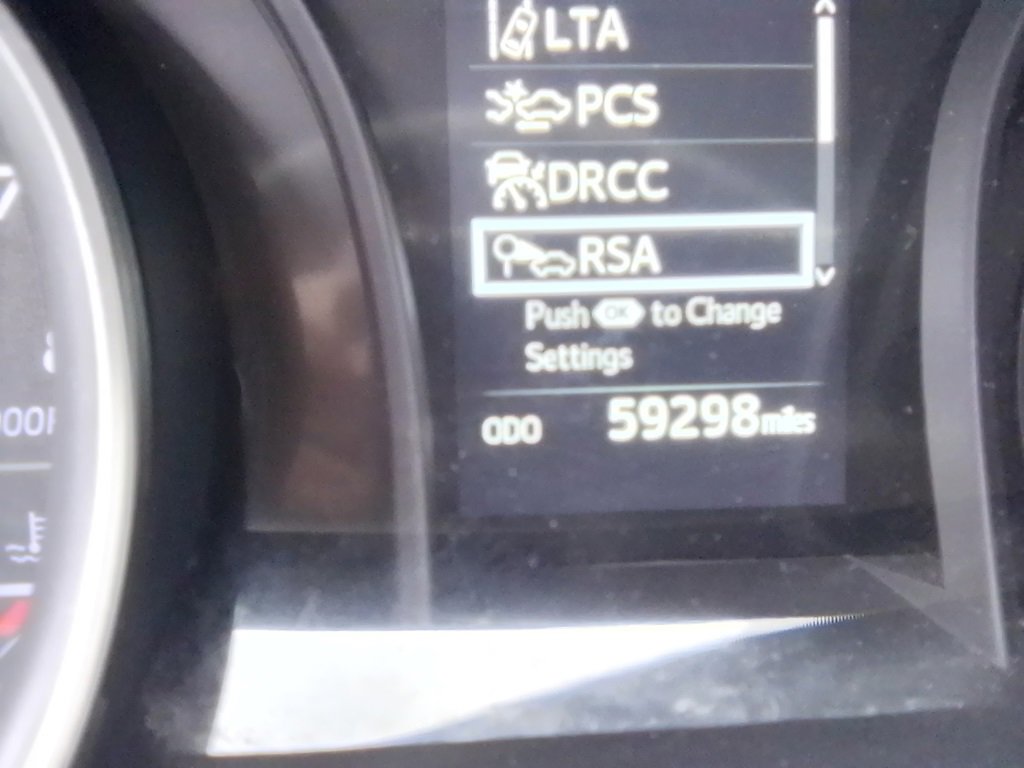 LTA
PCS
DRCC
RSA
Push OK to Change
Settings
ODO 59298 miles